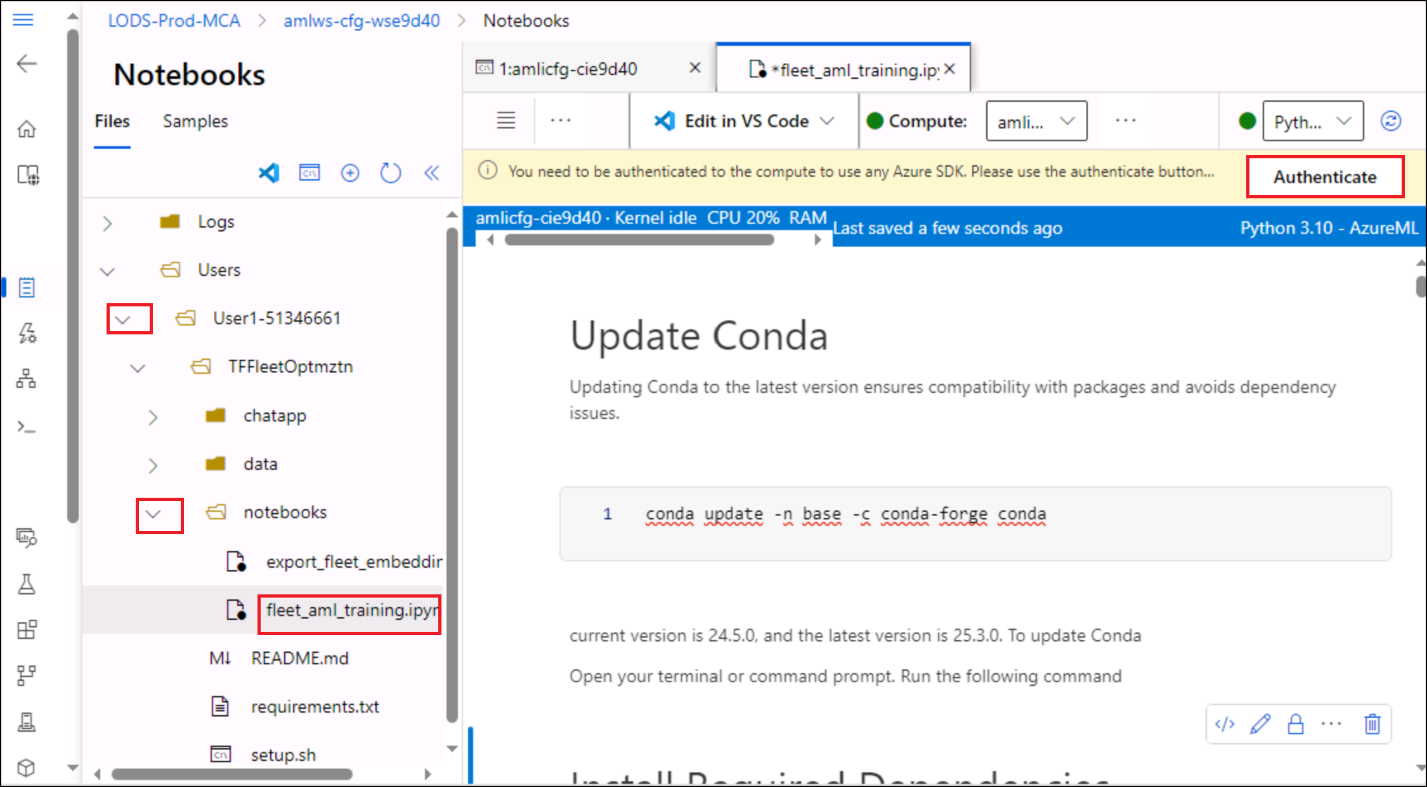 LODS-Prod-MCA > amlws-cfg-wse9d40 > Notebooks
Notebooks
Files Samples
Logs
Users
User1-51346661
TFFleetOptmztn
chatapp
data
notebooks
export_fleet_embeddin
fleet_aml_training.ipyn
README.md
requirements.txt
setup.sh
1:amlicfg-cie9d40
*fleet_aml_training.ipy
Edit in VS Code
Compute:
amli...
Pyth...
You need to be authenticated to the compute to use any Azure SDK. Please use the authenticate button...
Authenticate
amlicfg-cie9d40 · Kernel idle CPU 20% RAM
Last saved a few seconds ago
Python 3.10 - AzureML
Update Conda
Updating Conda to the latest version ensures compatibility with packages and avoids dependency
issues.
1 conda update -n base -c conda-forge conda
current version is 24.5.0, and the latest version is 25.3.0. To update Conda
Open your terminal or command prompt. Run the following command
Install Required Dependencies